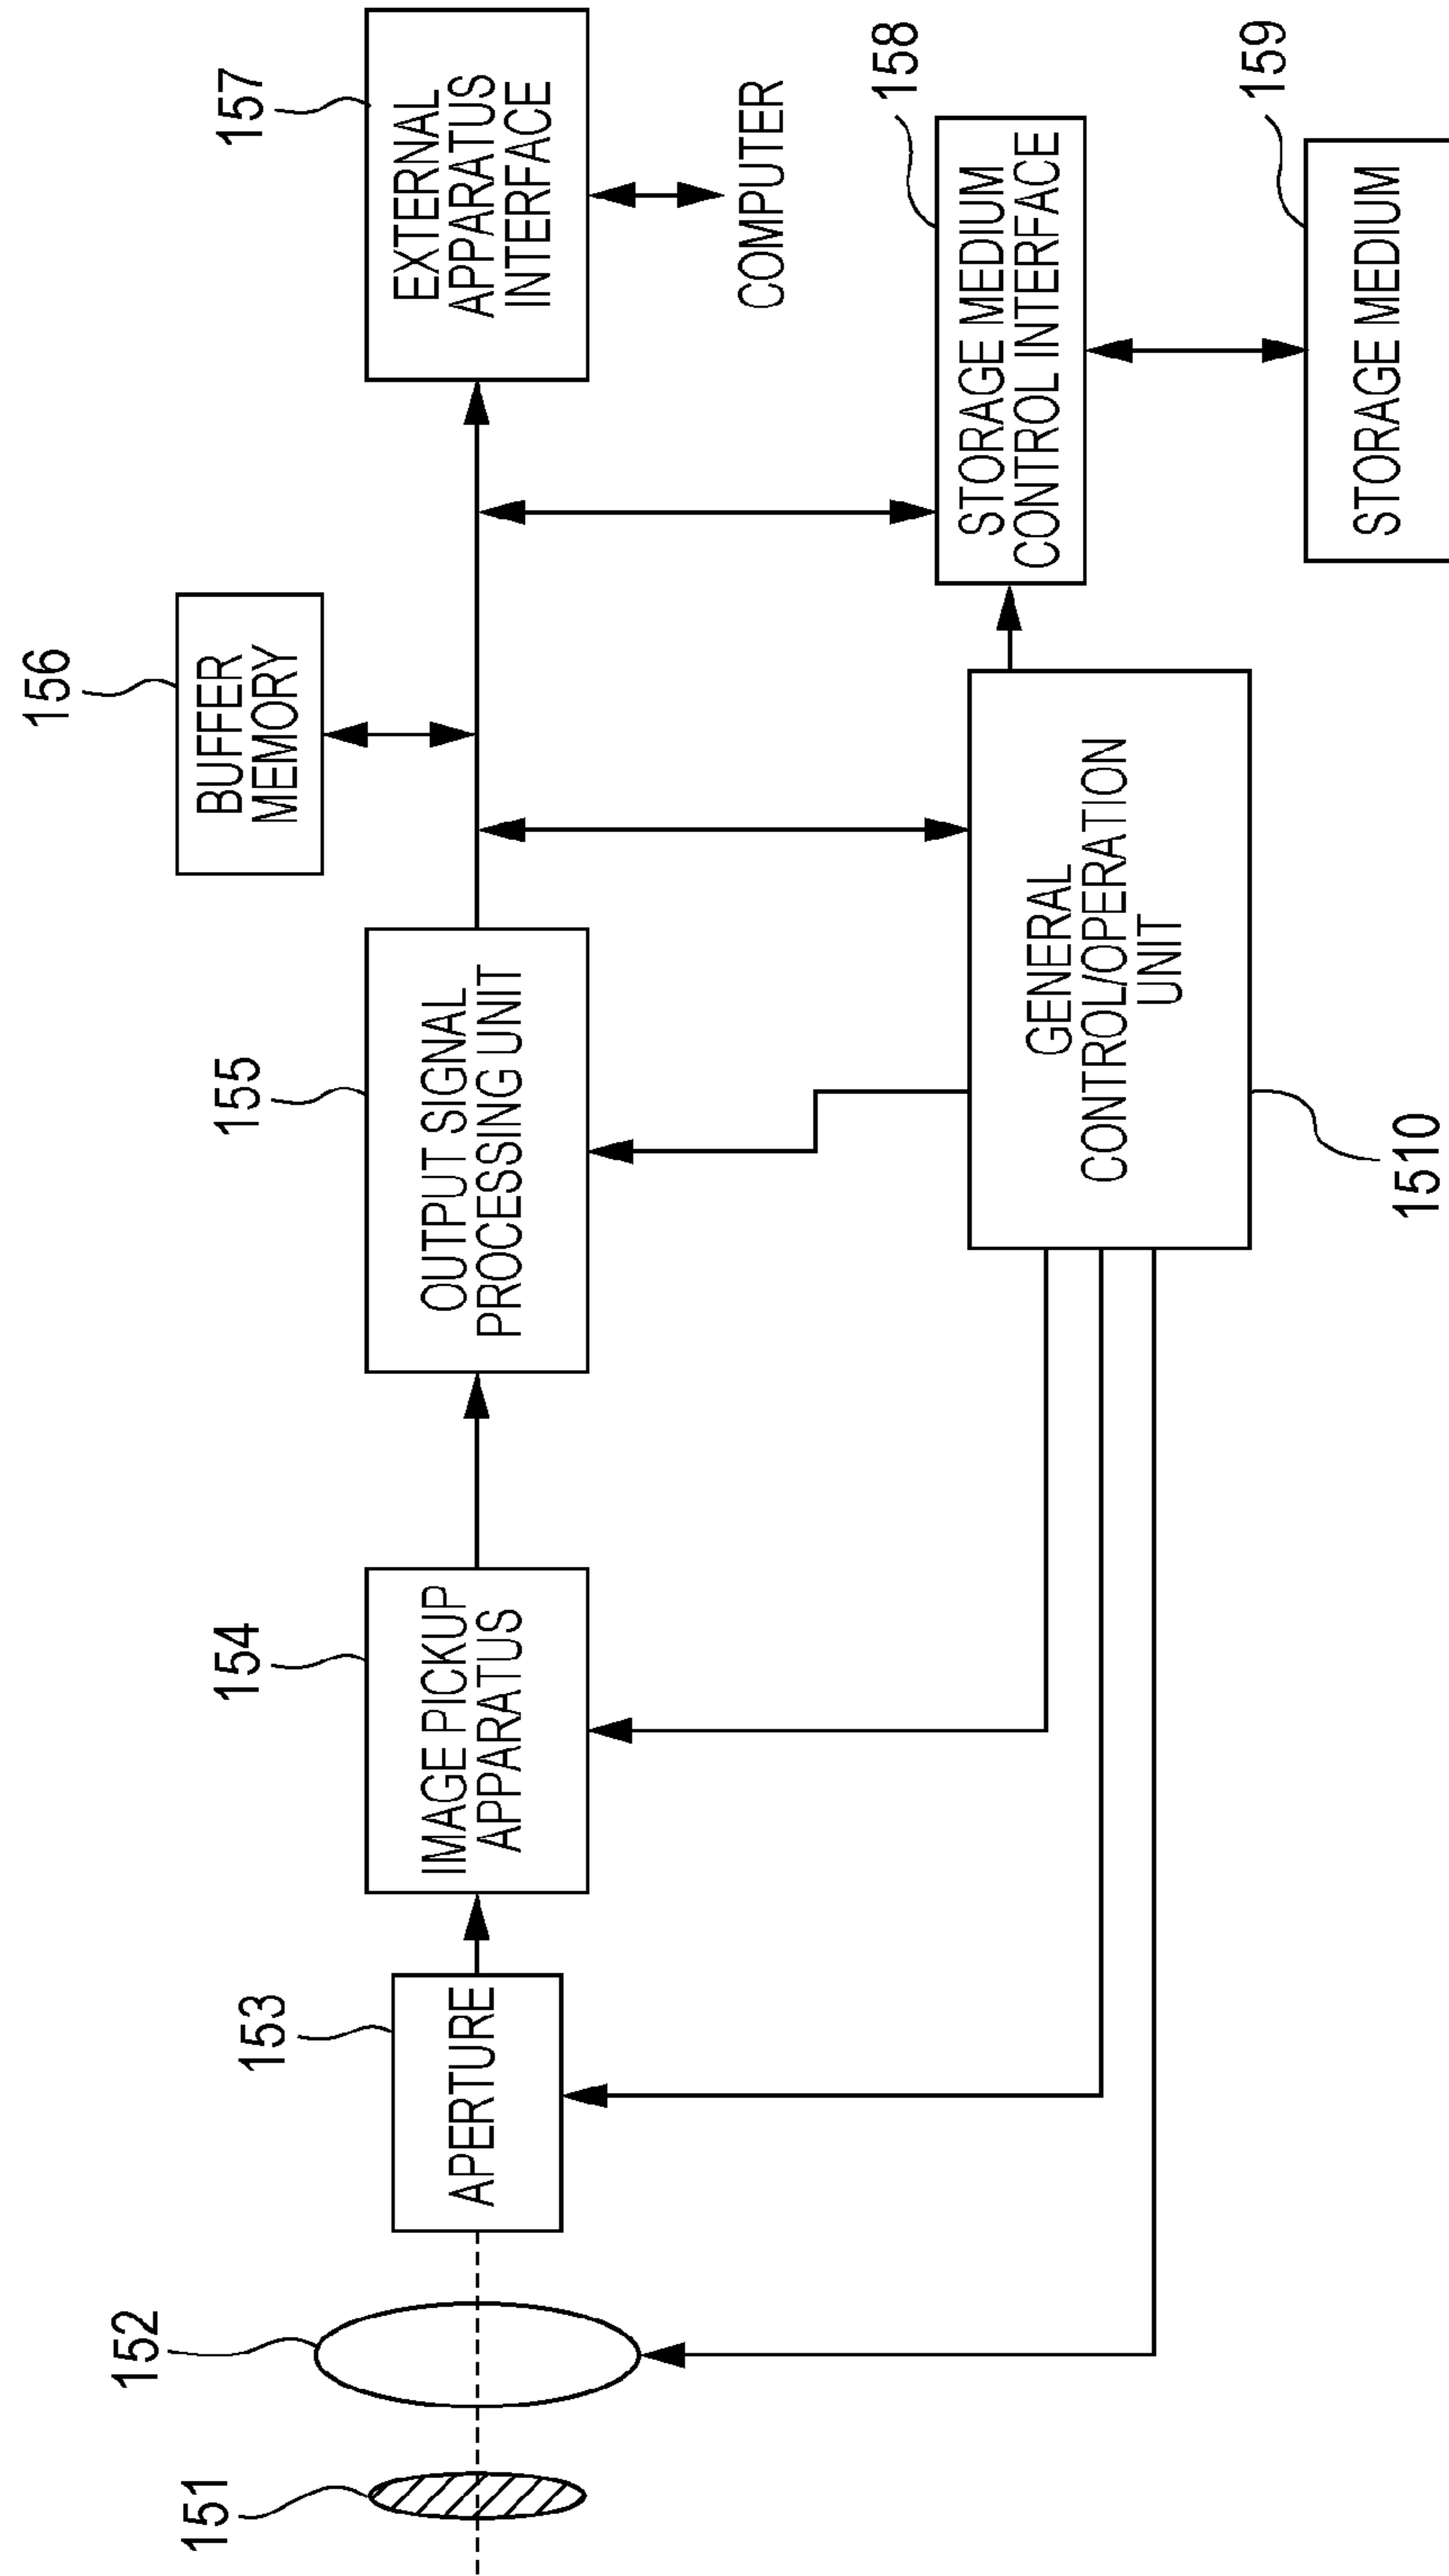 151
152
153
APERTURE
154
IMAGE PICKUP
APPARATUS
155
OUTPUT SIGNAL
PROCESSING UNIT
156
BUFFER
MEMORY
157
EXTERNAL
APPARATUS
INTERFACE
COMPUTER
158
STORAGE MEDIUM
CONTROL INTERFACE
159
STORAGE MEDIUM
GENERAL
CONTROL/OPERATION
UNIT
1510